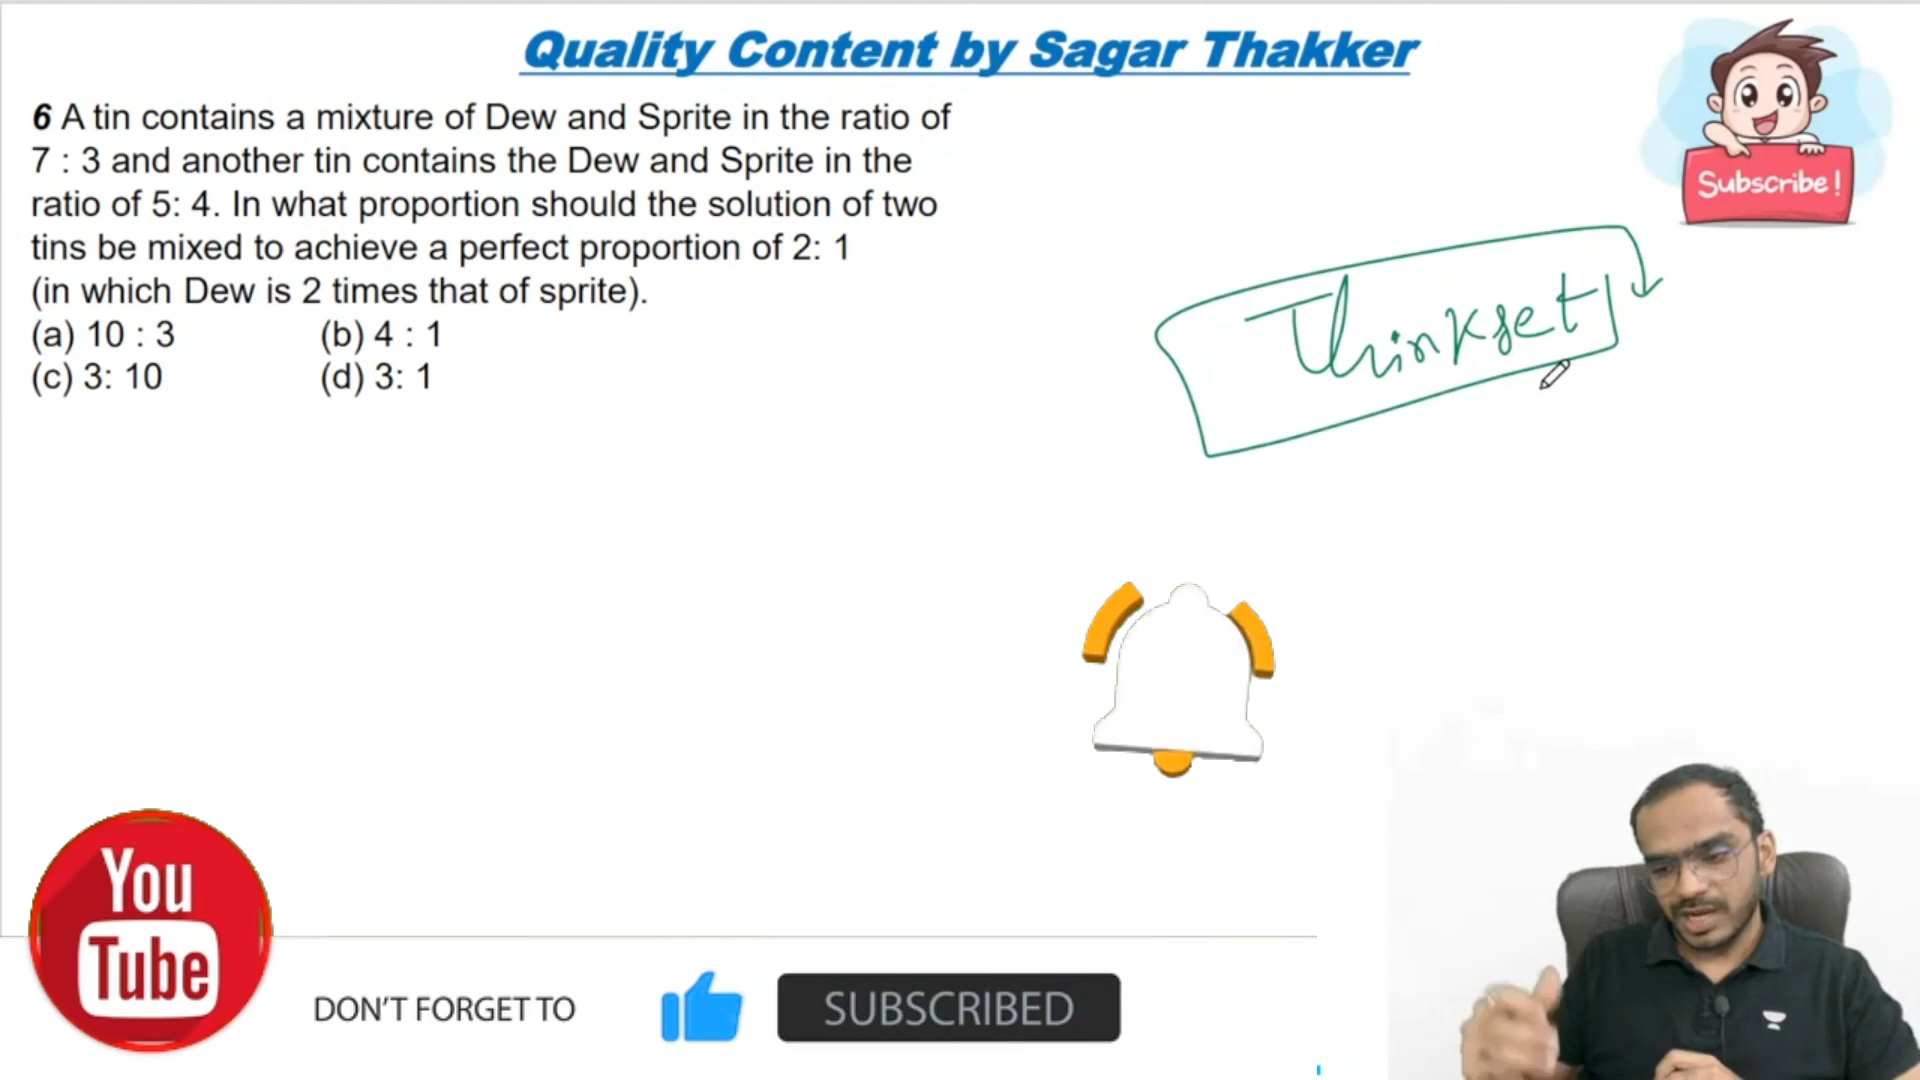 Quality Content by Sagar Thakker
6 A tin contains a mixture of Dew and Sprite in the ratio of
7 : 3 and another tin contains the Dew and Sprite in the
ratio of 5: 4. In what proportion should the solution of two
tins be mixed to achieve a perfect proportion of 2: 1
(in which Dew is 2 times that of sprite).
(a) 10 : 3 (b) 4 : 1
(c) 3: 10 (d) 3: 1
Subscribe!
Thinkset
You
Tube
DON'T FORGET TO
SUBSCRIBED